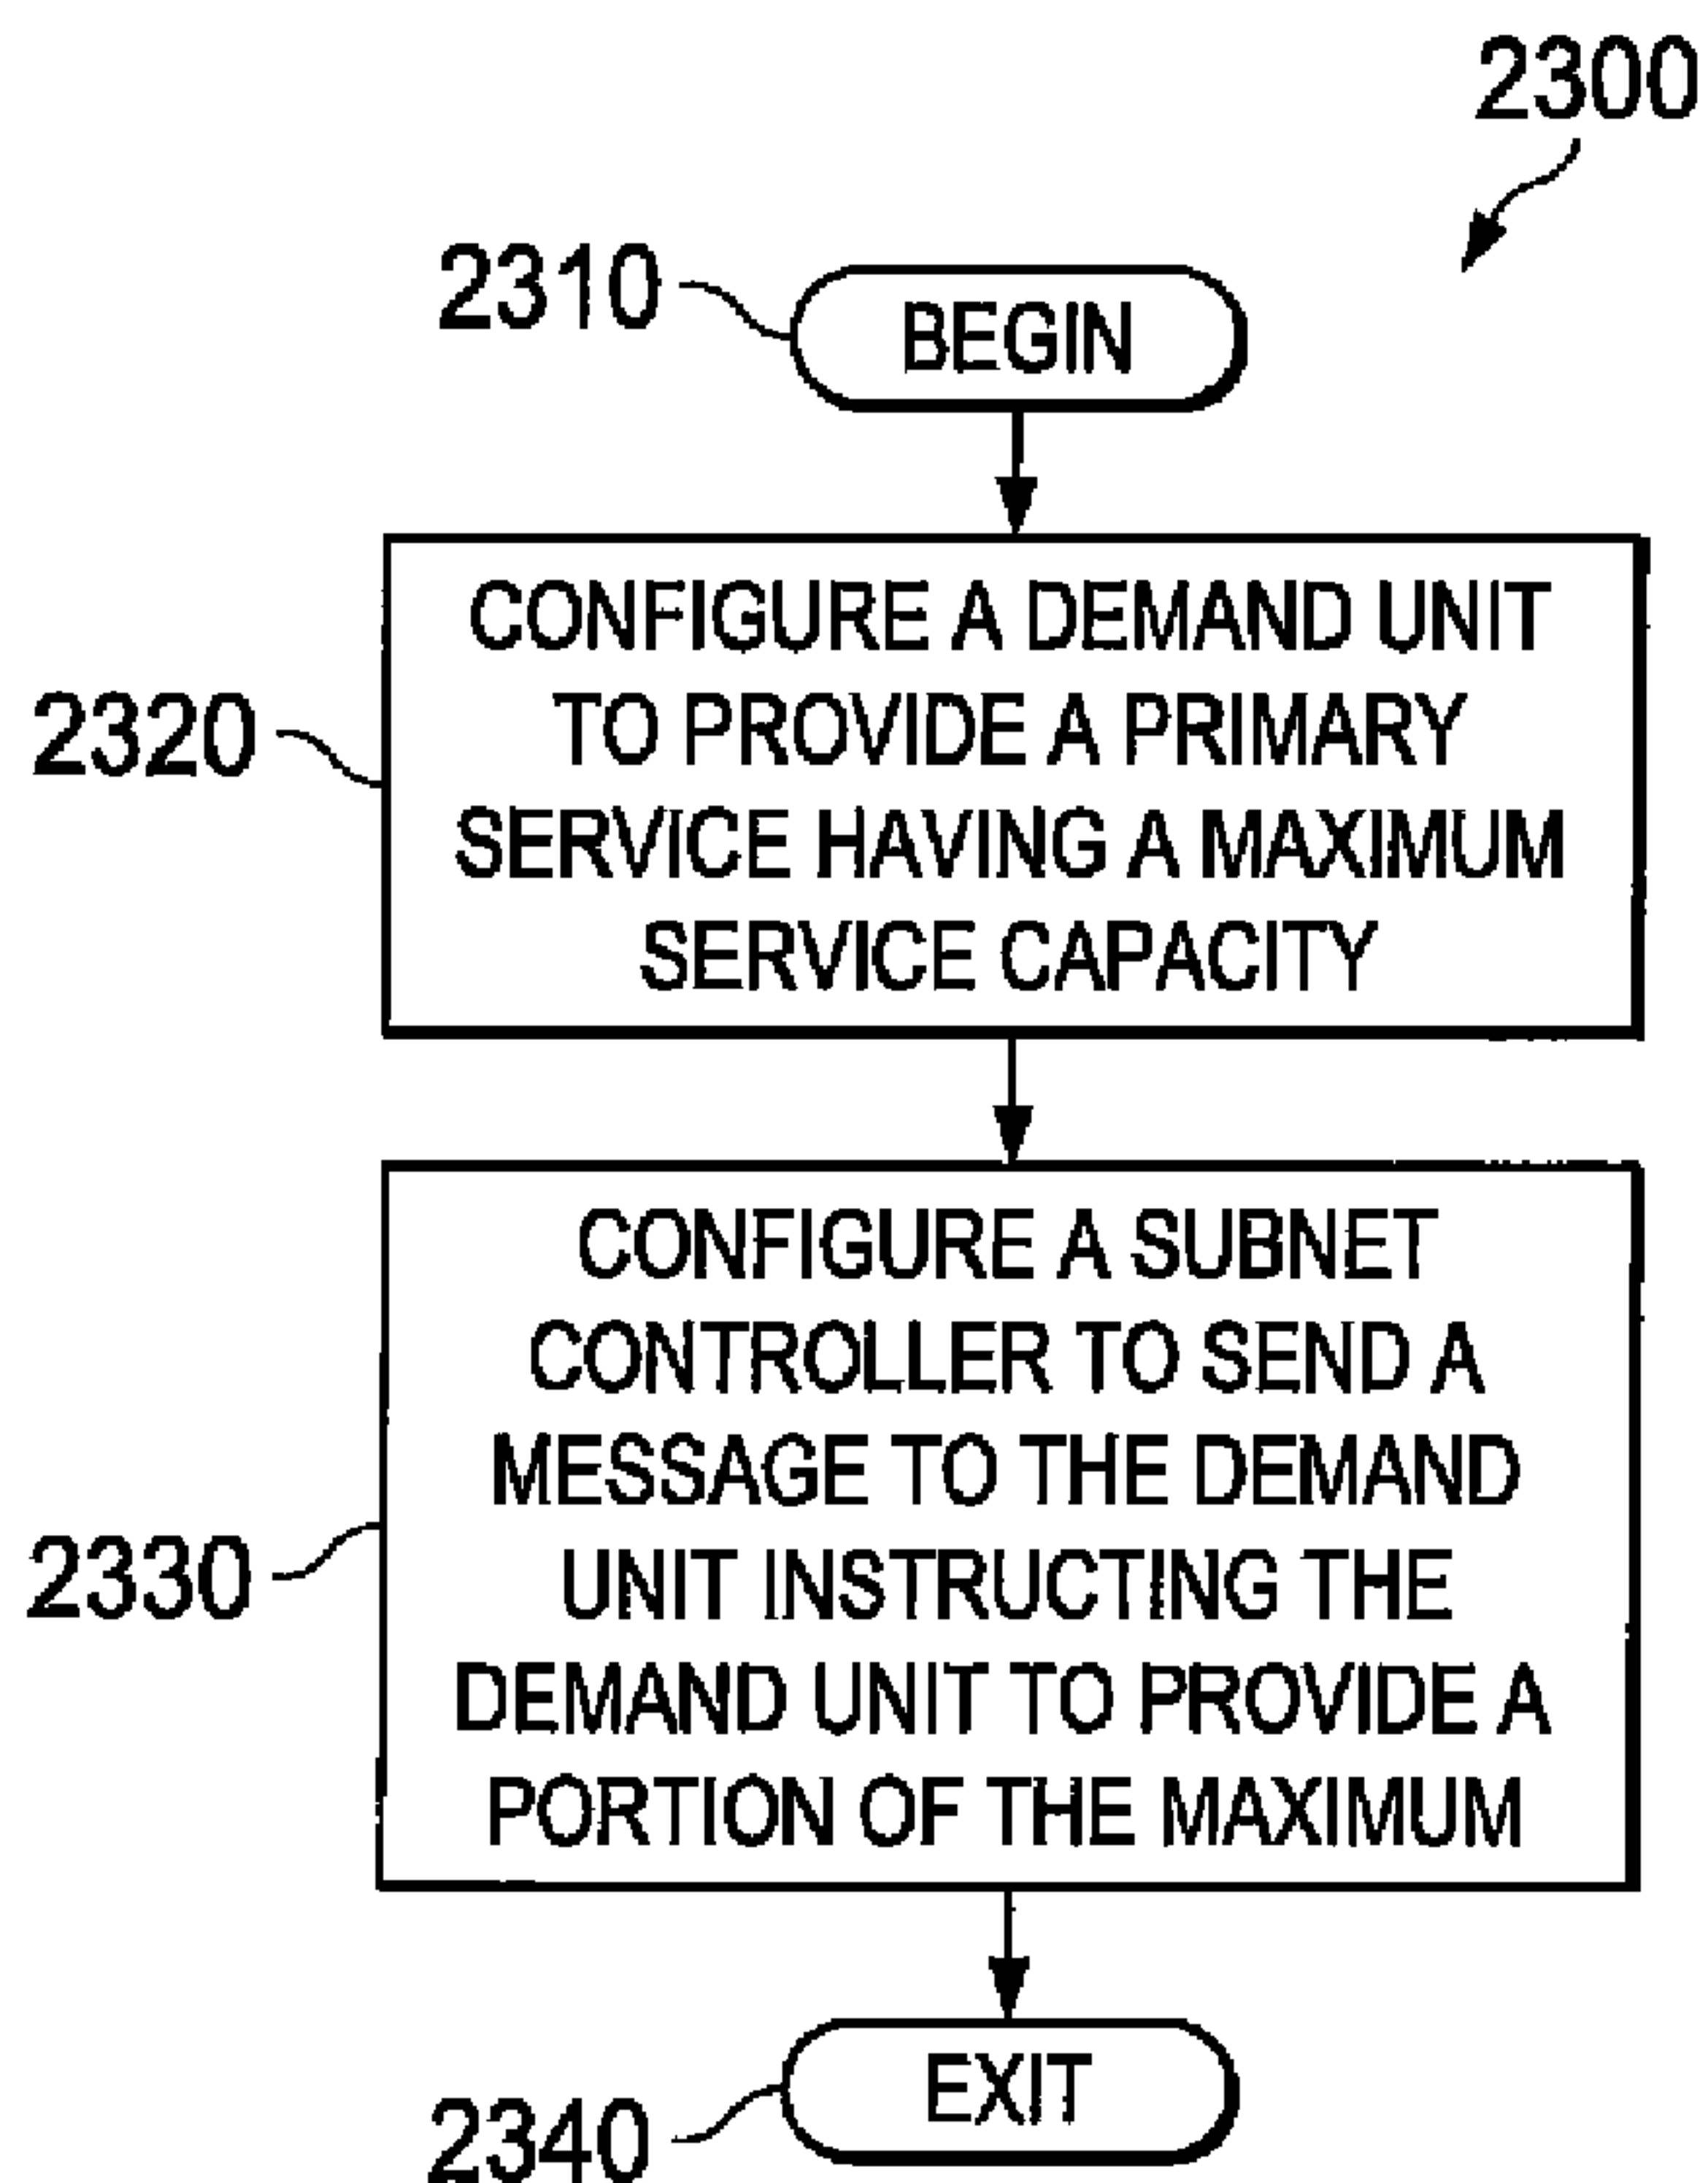 2300
2310
BEGIN
CONFIGURE A DEMAND UNIT
TO PROVIDE A PRIMARY
2320
SERVICE HAVING A MAXIMUM
SERVICE CAPACITY
CONFIGURE A SUBNET
CONTROLLER TO SEND A
MESSAGE TO THE DEMAND
2330
UNIT INSTRUCTING THE
DEMAND UNIT TO PROVIDE A
PORTION OF THE MAXIMUM
EXIT
2340